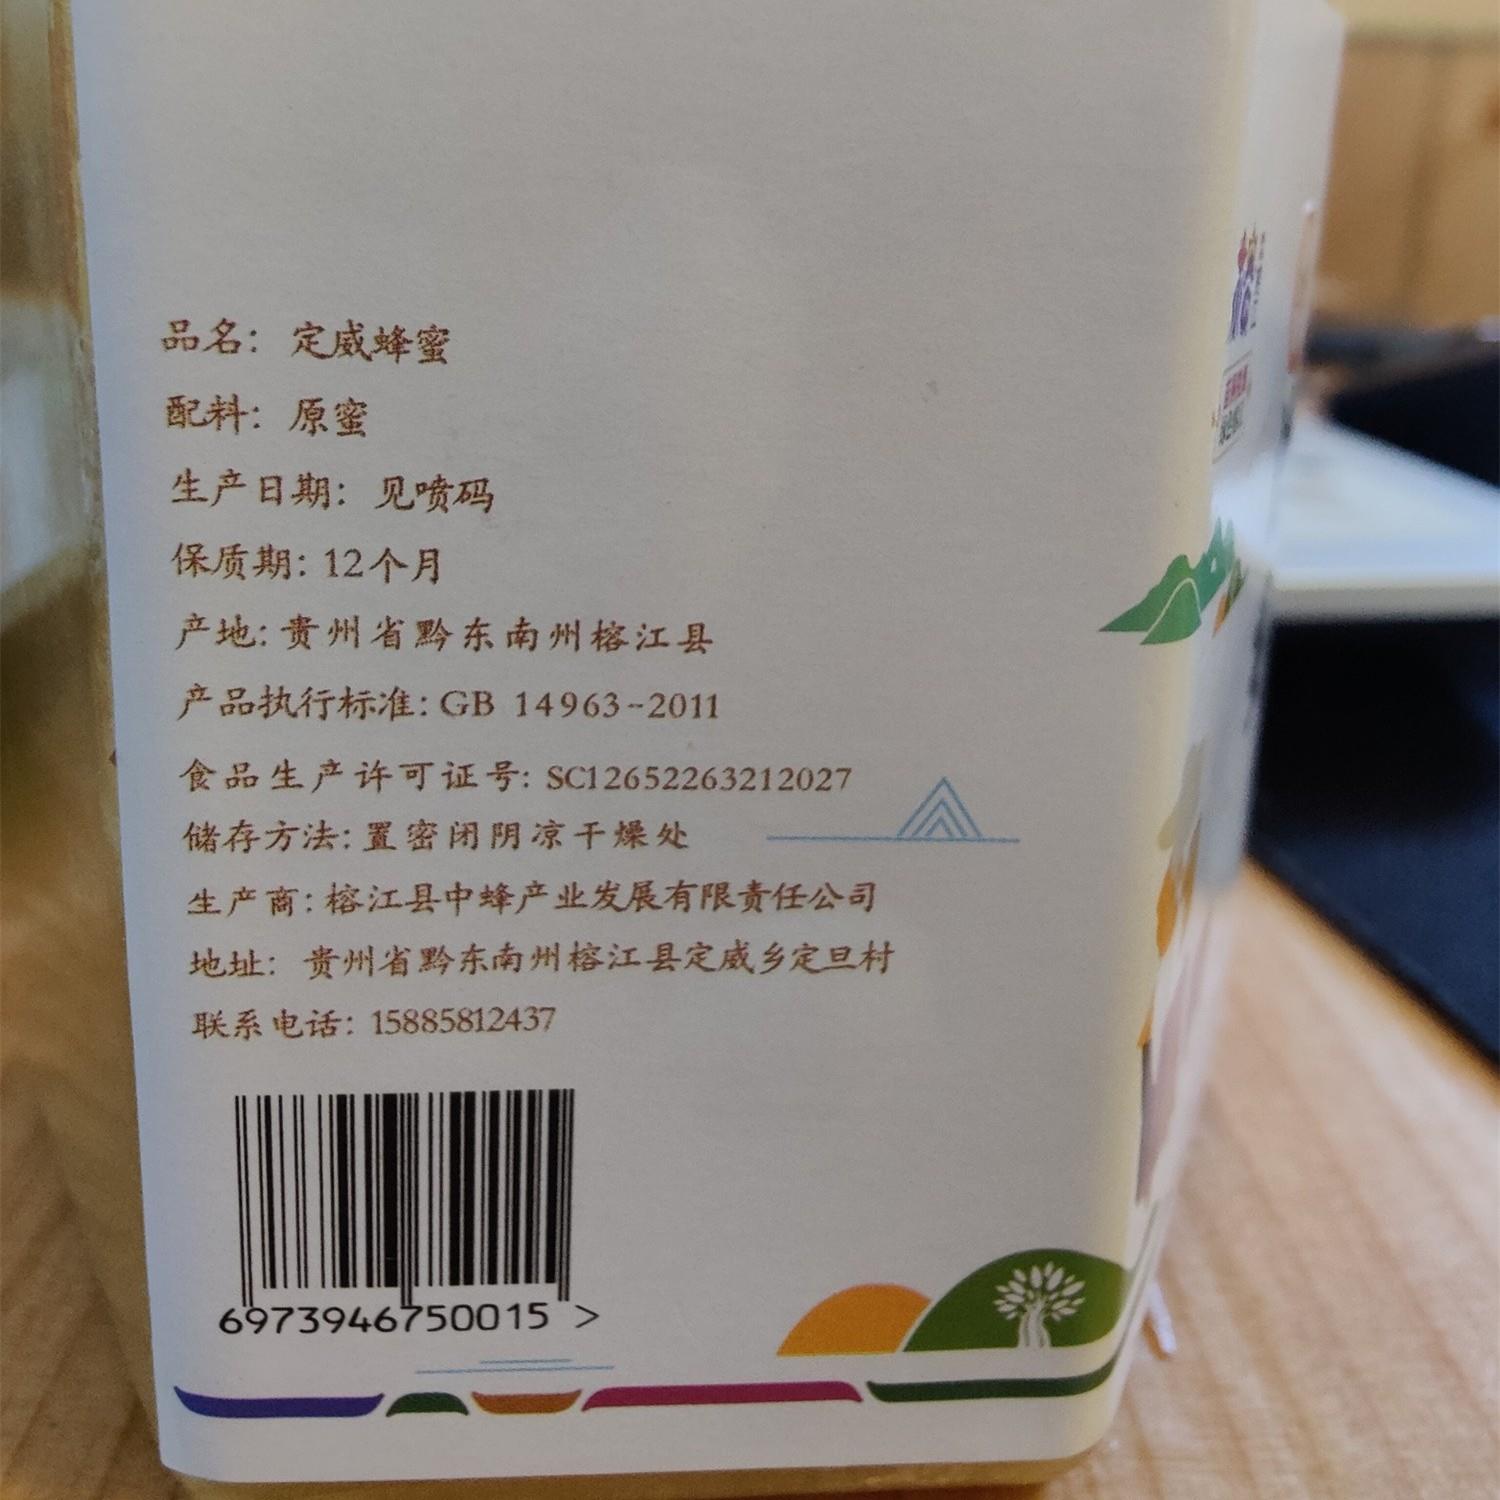 品名：定威蜂蜜
配料：原蜜
生产日期：见喷码
保质期：12个月
产地：贵州省黔东南州榕江县
产品执行标准：GB 14963-2011
食品生产许可证号：SC12652263212027
储存方法：置密闭阴凉干燥处
生产商：榕江县中蜂产业发展有限责任公司
地址：贵州省黔东南州榕江县定威乡定旦村
联系电话：15885812437
6973946750015 >